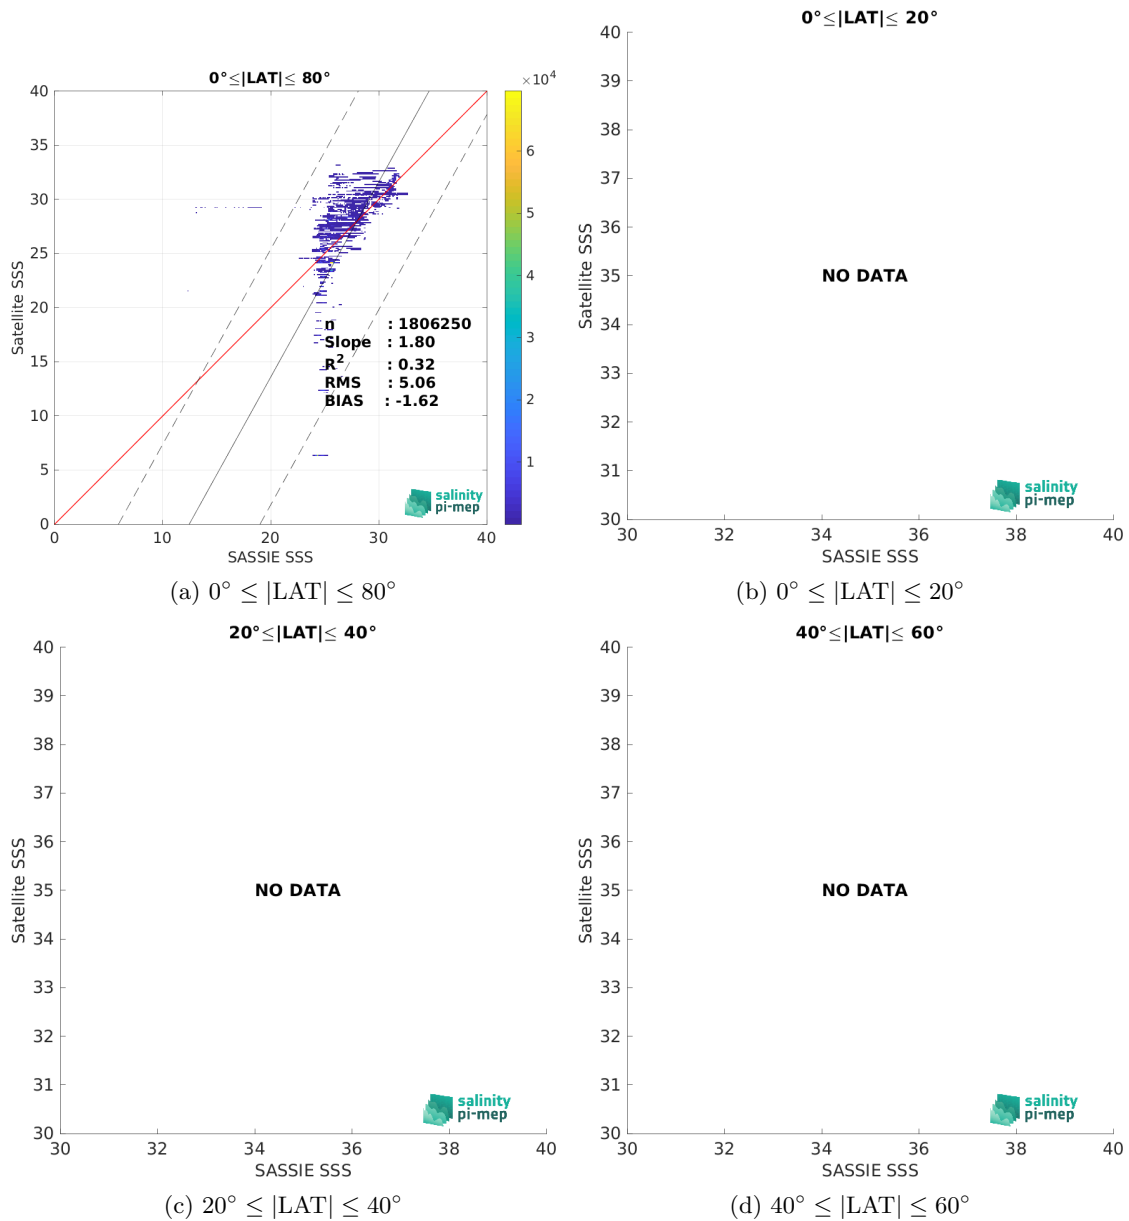 0°≤|LAT|≤ 80°
×10⁴
40
35
30
25
20
15
10
5
0
Satellite SSS
n : 1806250
Slope : 1.80
R² : 0.32
RMS : 5.06
BIAS : -1.62
salinity
pi-mep
0 10 20 30 40
SASSIE SSS
6
5
4
3
2
1
(a) 0° ≤ |LAT| ≤ 80°
0°≤|LAT|≤ 20°
40
39
38
37
36
35
34
33
32
31
30
Satellite SSS
NO DATA
salinity
pi-mep
30 32 34 36 38 40
SASSIE SSS
(b) 0° ≤ |LAT| ≤ 20°
20°≤|LAT|≤ 40°
40
39
38
37
36
35
34
33
32
31
30
Satellite SSS
NO DATA
salinity
pi-mep
30 32 34 36 38 40
SASSIE SSS
(c) 20° ≤ |LAT| ≤ 40°
40°≤|LAT|≤ 60°
40
39
38
37
36
35
34
33
32
31
30
Satellite SSS
NO DATA
salinity
pi-mep
30 32 34 36 38 40
SASSIE SSS
(d) 40° ≤ |LAT| ≤ 60°